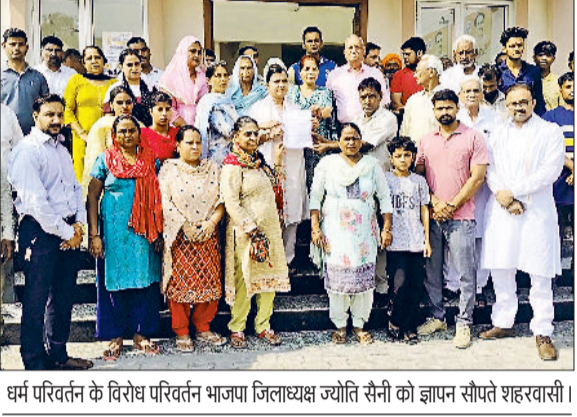 धर्म परिवर्तन के विरोध परिवर्तन भाजपा जिलाध्यक्ष ज्योति सैनी को ज्ञापन सौपते शहरवासी।